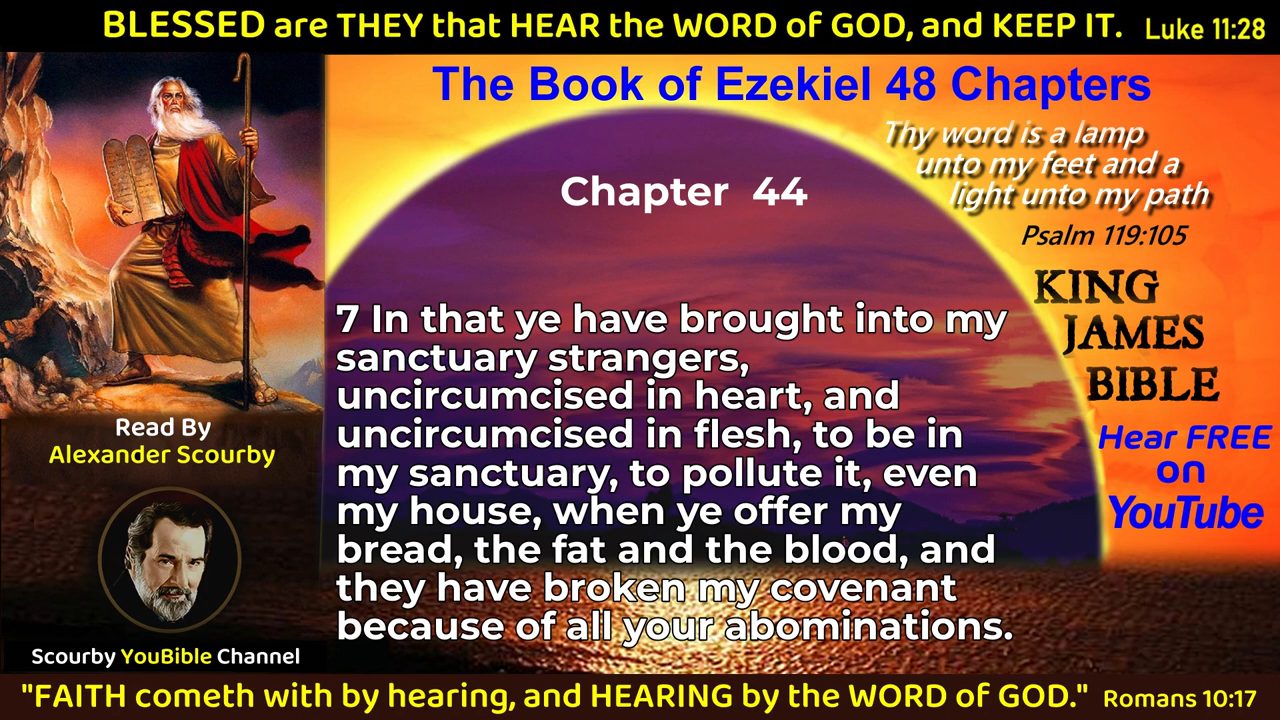 BLESSED are THEY that HEAR the WORD of GOD, and KEEP IT. Luke 11:28
The Book of Ezekiel 48 Chapters
Thy word is a lamp
unto my feet and a
light unto my path
Psalm 119:105
Chapter 44
KING
JAMES
BIBLE
7 In that ye have brought into my
sanctuary strangers,
uncircumcised in heart, and
uncircumcised in flesh, to be in
my sanctuary, to pollute it, even
my house, when ye offer my
bread, the fat and the blood, and
they have broken my covenant
because of all your abominations.
Hear FREE
on
YouTube
Read By
Alexander Scourby
Scourby YouBible Channel
"FAITH cometh with by hearing, and HEARING by the WORD of GOD." Romans 10:17